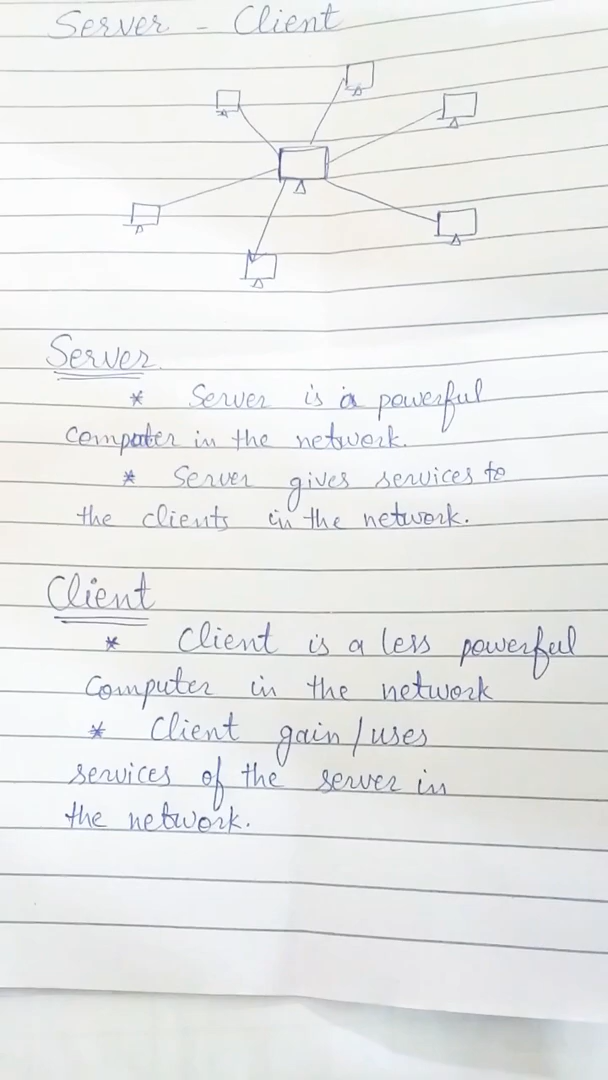 Server - Client
Server
* Server is a powerful
computer in the network.
* Server gives services to
the clients in the network.
Client
* Client is a less powerful
Computer in the network
* Client gain/uses
services of the server in
the network.